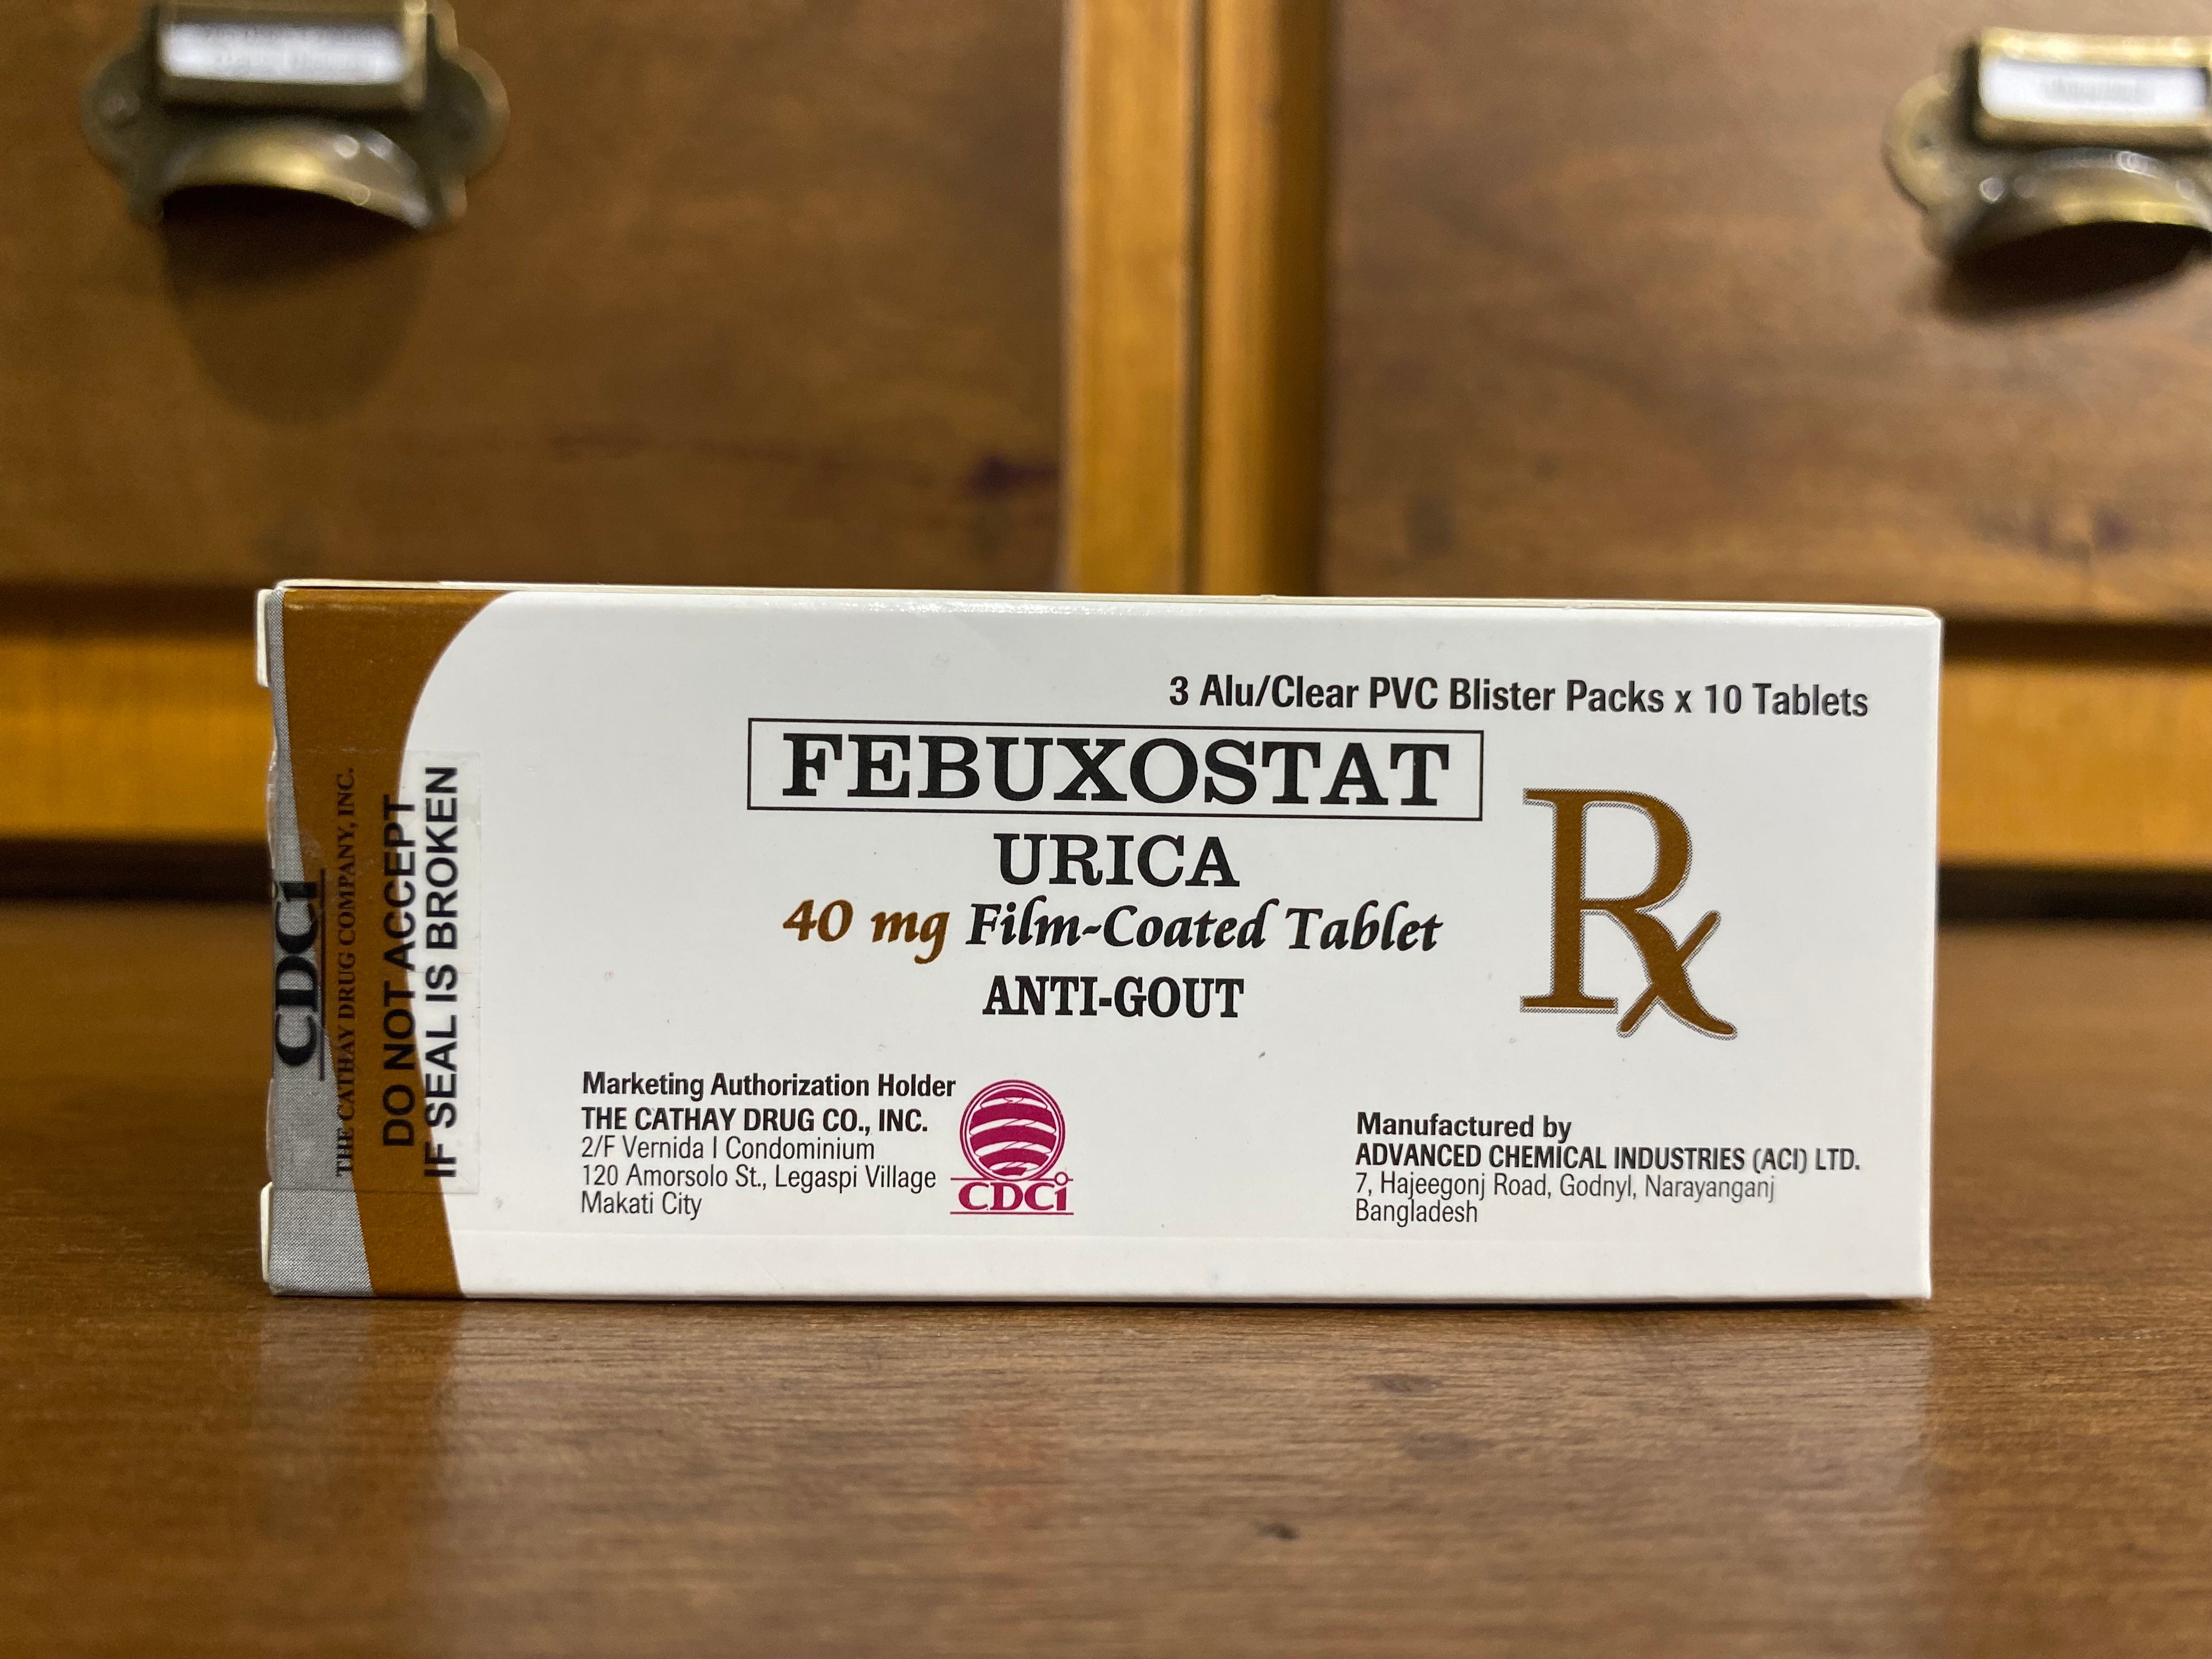 3 Alu/Clear PVC Blister Packs x 10 Tablets
FEBUXOSTAT
URICA
40 mg Film-Coated Tablet
ANTI-GOUT
Rx
Marketing Authorization Holder
THE CATHAY DRUG CO., INC.
2/F Vernida I Condominium
120 Amorsolo St., Legaspi Village
Makati City
CDCi
Manufactured by
ADVANCED CHEMICAL INDUSTRIES (ACI) LTD.
7, Hajeegonj Road, Godnyl, Narayanganj
Bangladesh
CDCi
THE CATHAY DRUG COMPANY, INC.
DO NOT ACCEPT
IF SEAL IS BROKEN